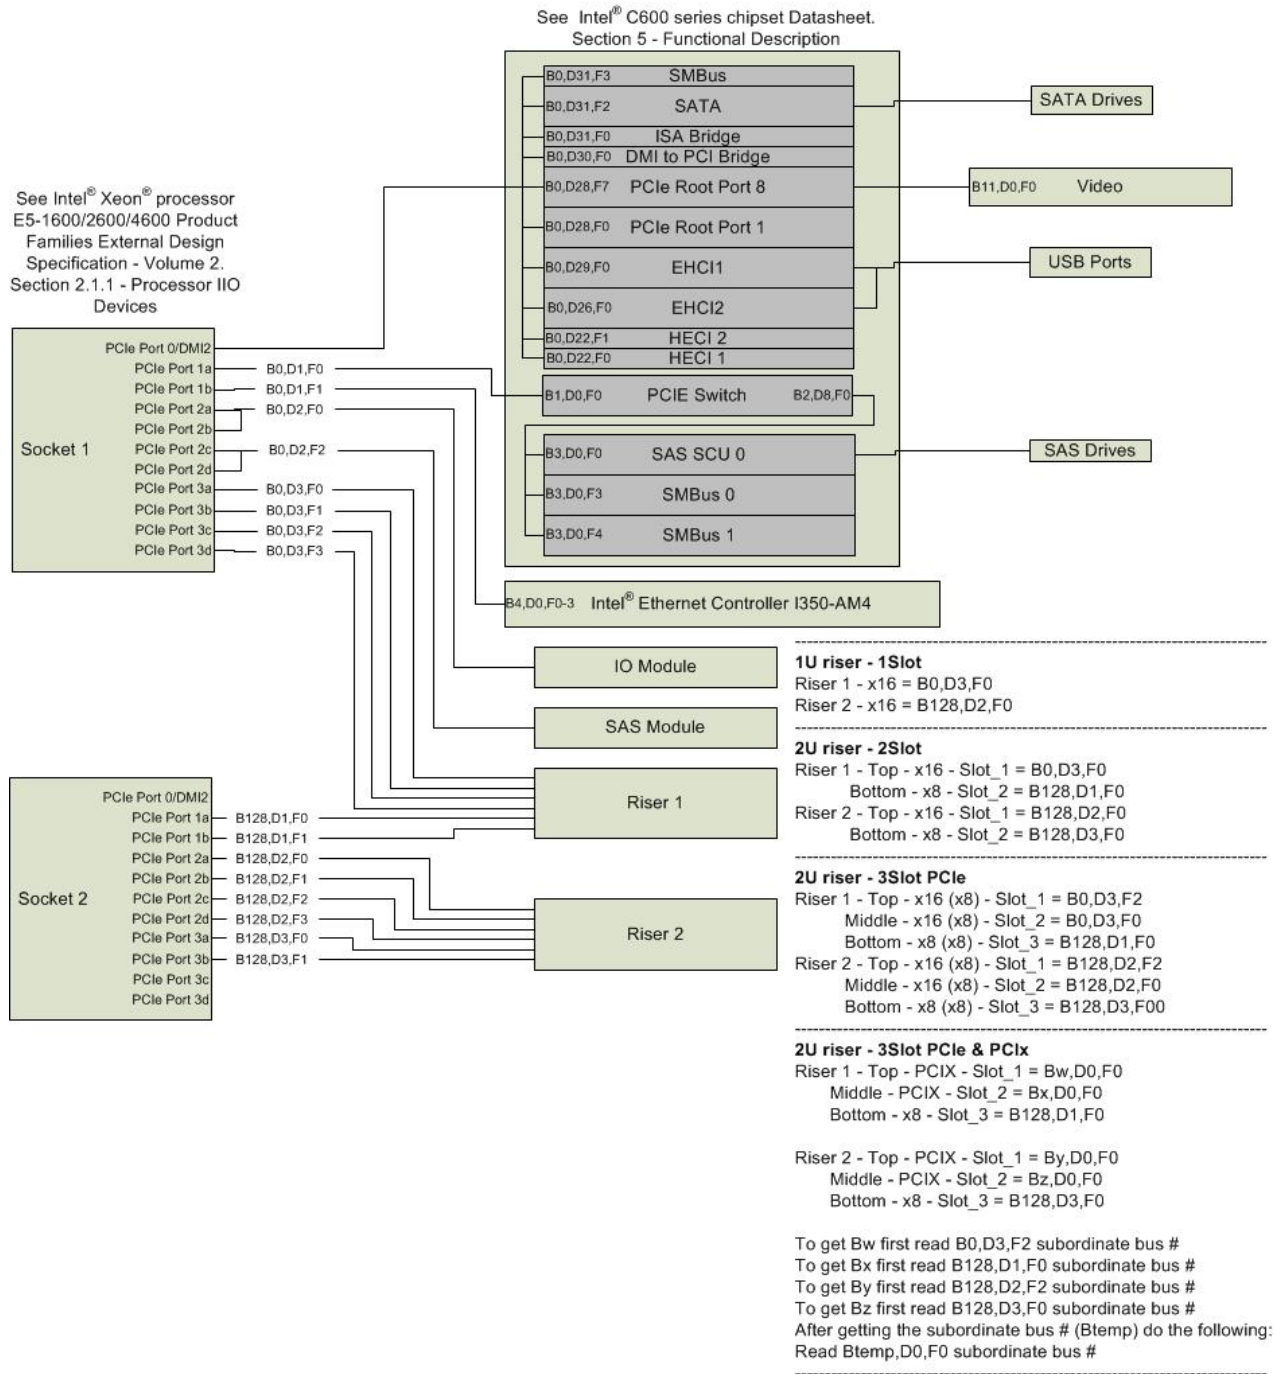 See Intel® C600 series chipset Datasheet.
Section 5 - Functional Description
B0,D31,F3 SMBus
B0,D31,F2 SATA
SATA Drives
B0,D31,F0 ISA Bridge
B0,D30,F0 DMI to PCI Bridge
B0,D28,F7 PCIe Root Port 8
B11,D0,F0 Video
B0,D28,F0 PCIe Root Port 1
B0,D29,F0 EHCI1
USB Ports
B0,D26,F0 EHCI2
B0,D22,F1 HECI 2
B0,D22,F0 HECI 1
B1,D0,F0 PCIE Switch B2,D8,F0
B3,D0,F0 SAS SCU 0
SAS Drives
B3,D0,F3 SMBus 0
B3,D0,F4 SMBus 1
B4,D0,F0-3 Intel® Ethernet Controller I350-AM4
See Intel® Xeon® processor
E5-1600/2600/4600 Product
Families External Design
Specification - Volume 2.
Section 2.1.1 - Processor IIO
Devices
Socket 1
PCIe Port 0/DMI2
PCIe Port 1a B0,D1,F0
PCIe Port 1b B0,D1,F1
PCIe Port 2a B0,D2,F0
PCIe Port 2b
PCIe Port 2c B0,D2,F2
PCIe Port 2d
PCIe Port 3a B0,D3,F0
PCIe Port 3b B0,D3,F1
PCIe Port 3c B0,D3,F2
PCIe Port 3d B0,D3,F3
IO Module
SAS Module
Riser 1
Riser 2
Socket 2
PCIe Port 0/DMI2
PCIe Port 1a B128,D1,F0
PCIe Port 1b B128,D1,F1
PCIe Port 2a B128,D2,F0
PCIe Port 2b B128,D2,F1
PCIe Port 2c B128,D2,F2
PCIe Port 2d B128,D2,F3
PCIe Port 3a B128,D3,F0
PCIe Port 3b B128,D3,F1
PCIe Port 3c
PCIe Port 3d
1U riser - 1Slot
Riser 1 - x16 = B0,D3,F0
Riser 2 - x16 = B128,D2,F0
2U riser - 2Slot
Riser 1 - Top - x16 - Slot_1 = B0,D3,F0
Bottom - x8 - Slot_2 = B128,D1,F0
Riser 2 - Top - x16 - Slot_1 = B128,D2,F0
Bottom - x8 - Slot_2 = B128,D3,F0
2U riser - 3Slot PCIe
Riser 1 - Top - x16 (x8) - Slot_1 = B0,D3,F2
Middle - x16 (x8) - Slot_2 = B0,D3,F0
Bottom - x8 (x8) - Slot_3 = B128,D1,F0
Riser 2 - Top - x16 (x8) - Slot_1 = B128,D2,F2
Middle - x16 (x8) - Slot_2 = B128,D2,F0
Bottom - x8 (x8) - Slot_3 = B128,D3,F00
2U riser - 3Slot PCIe & PCIx
Riser 1 - Top - PCIX - Slot_1 = Bw,D0,F0
Middle - PCIX - Slot_2 = Bx,D0,F0
Bottom - x8 - Slot_3 = B128,D1,F0
Riser 2 - Top - PCIX - Slot_1 = By,D0,F0
Middle - PCIX - Slot_2 = Bz,D0,F0
Bottom - x8 - Slot_3 = B128,D3,F0
To get Bw first read B0,D3,F2 subordinate bus #
To get Bx first read B128,D1,F0 subordinate bus #
To get By first read B128,D2,F2 subordinate bus #
To get Bz first read B128,D3,F0 subordinate bus #
After getting the subordinate bus # (Btemp) do the following:
Read Btemp,D0,F0 subordinate bus #